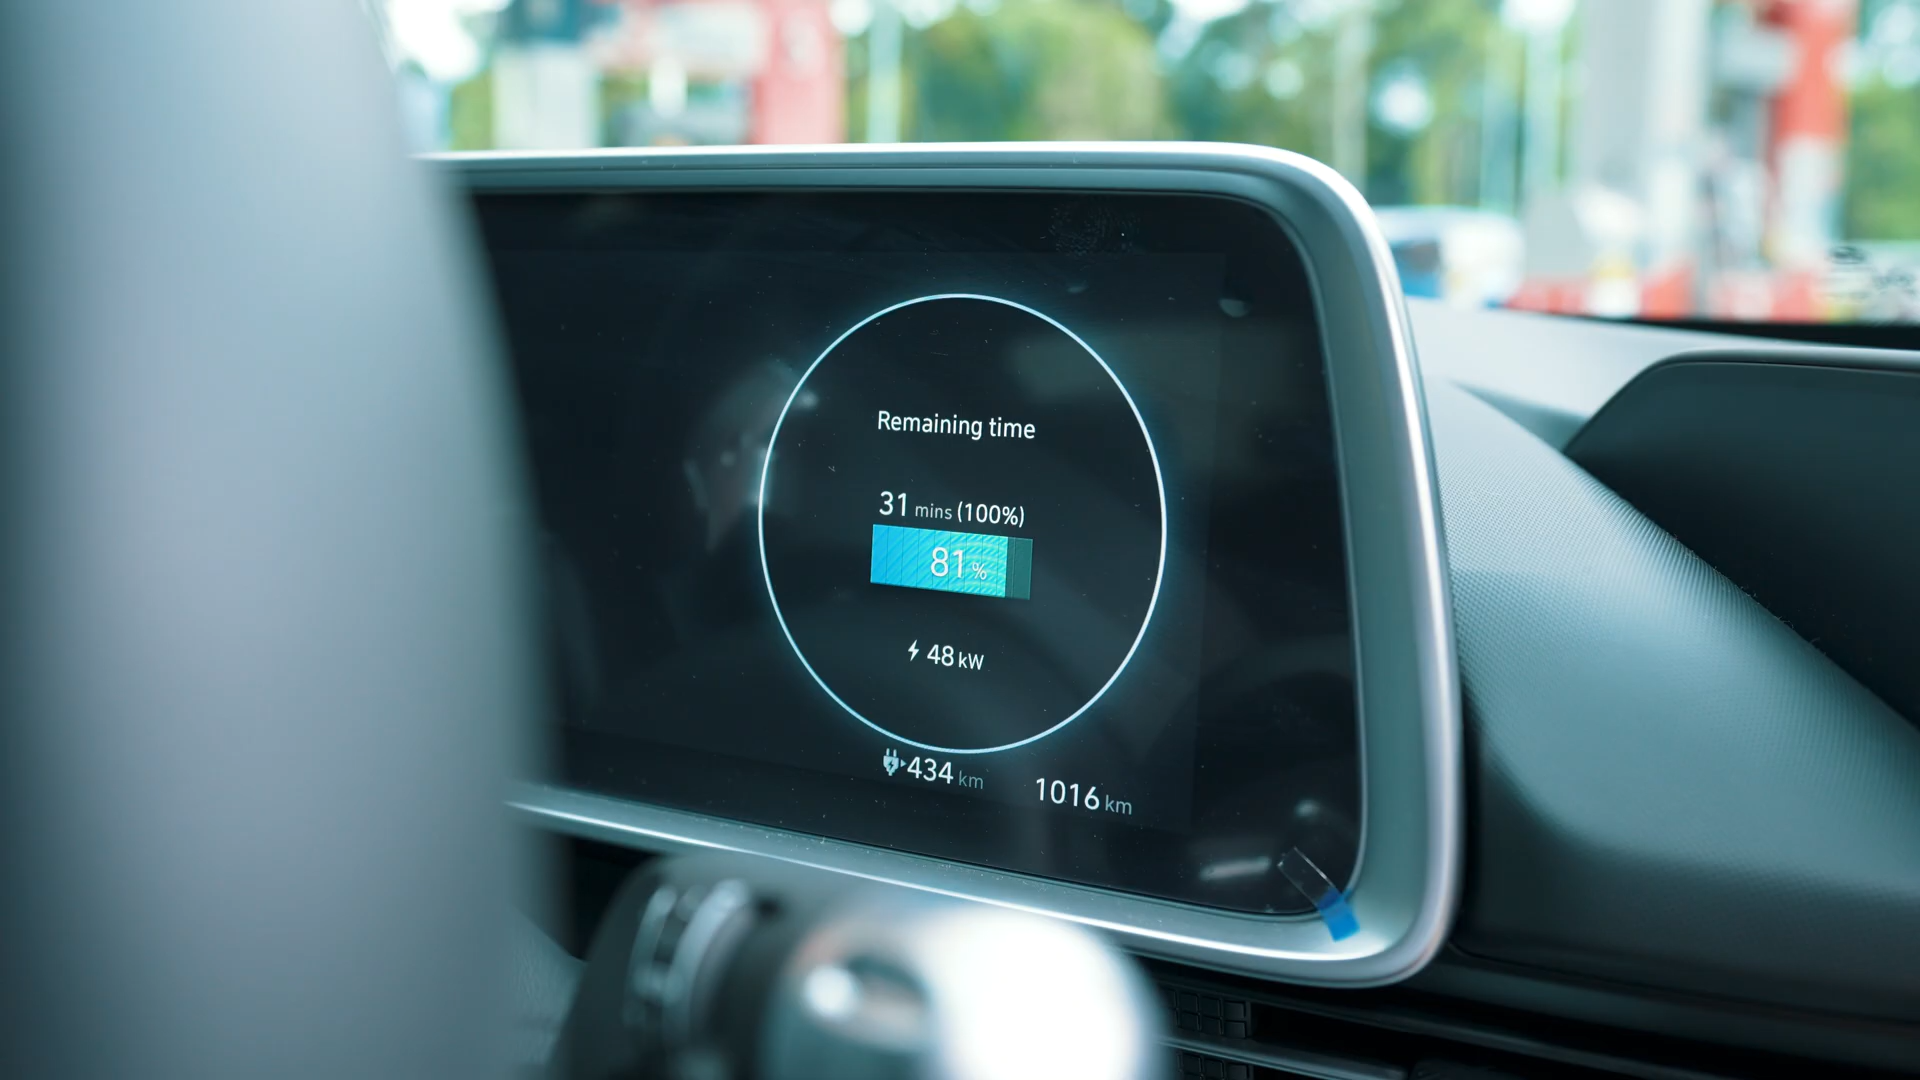 Remaining time
31 mins (100%)
81%
48 kW
434 km 1016 km